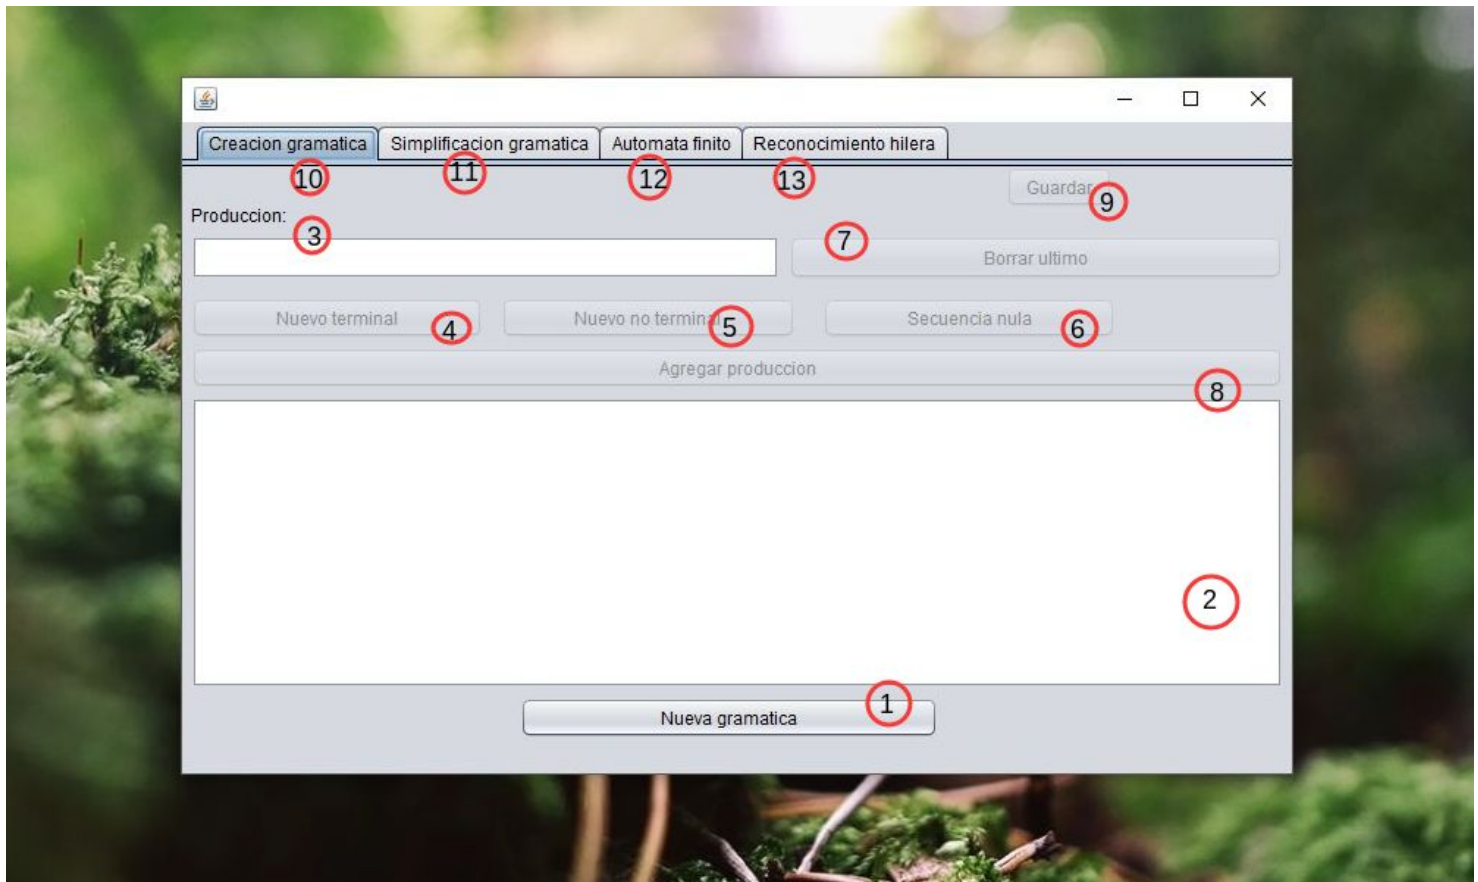 Creacion gramatica Simplificacion gramatica Automata finito Reconocimiento hilera
10 11 12 13
Guardar 9
Produccion:
3 7
Borrar ultimo
Nuevo terminal 4 Nuevo no terminal 5 Secuencia nula 6
Agregar produccion
8
2
1
Nueva gramatica